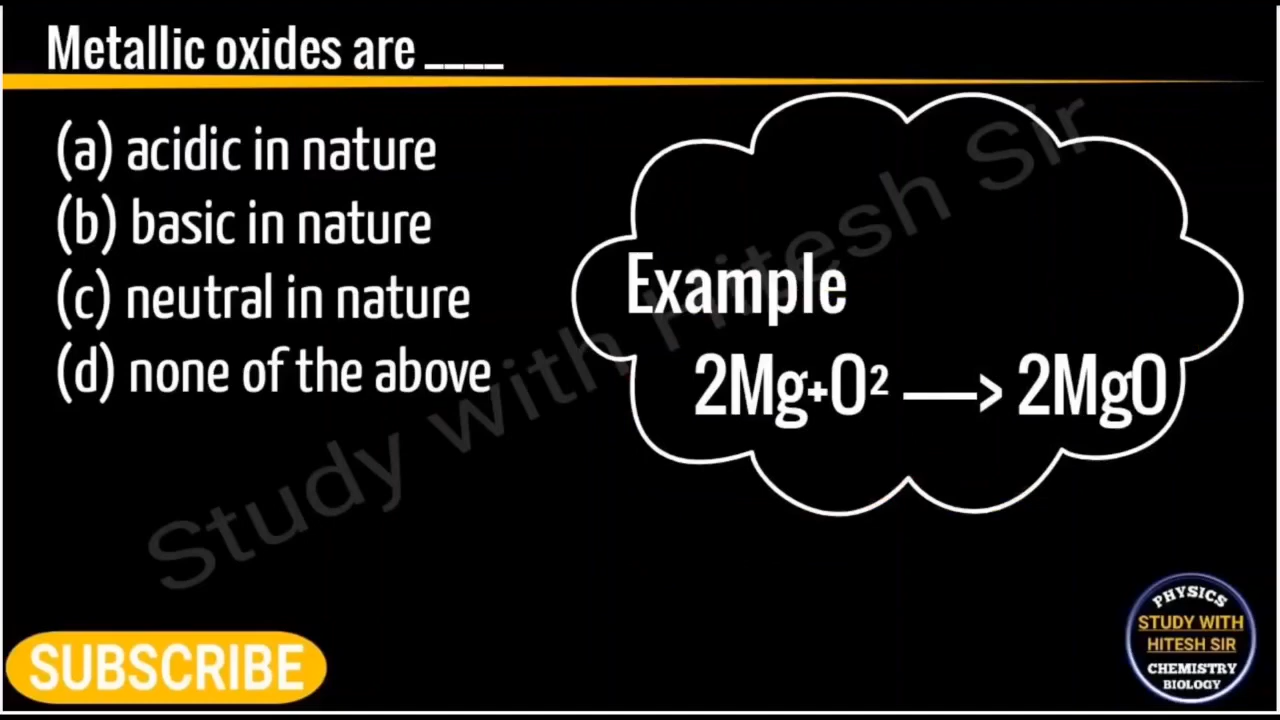 Metallic oxides are ____
(a) acidic in nature
(b) basic in nature
(c) neutral in nature
(d) none of the above
Example
2Mg+O² —–> 2MgO
Study with Hitesh Sir
SUBSCRIBE
PHYSICS
STUDY WITH
HITESH SIR
CHEMISTRY
BIOLOGY